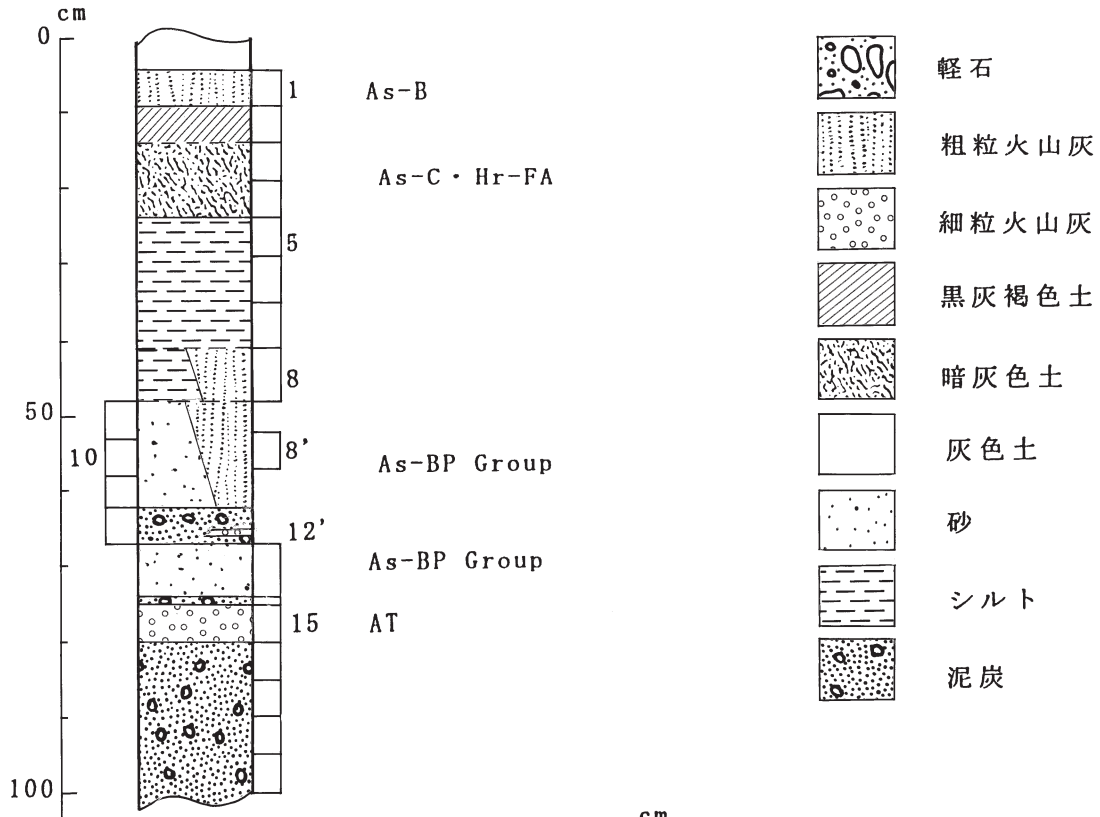 cm
0
1 As-B
As-C・Hr-FA
5
8
50
10 8' As-BP Group
12'
As-BP Group
15 AT
100
軽石
粗粒火山灰
細粒火山灰
黒灰褐色土
暗灰色土
灰色土
砂
シルト
泥炭
cm